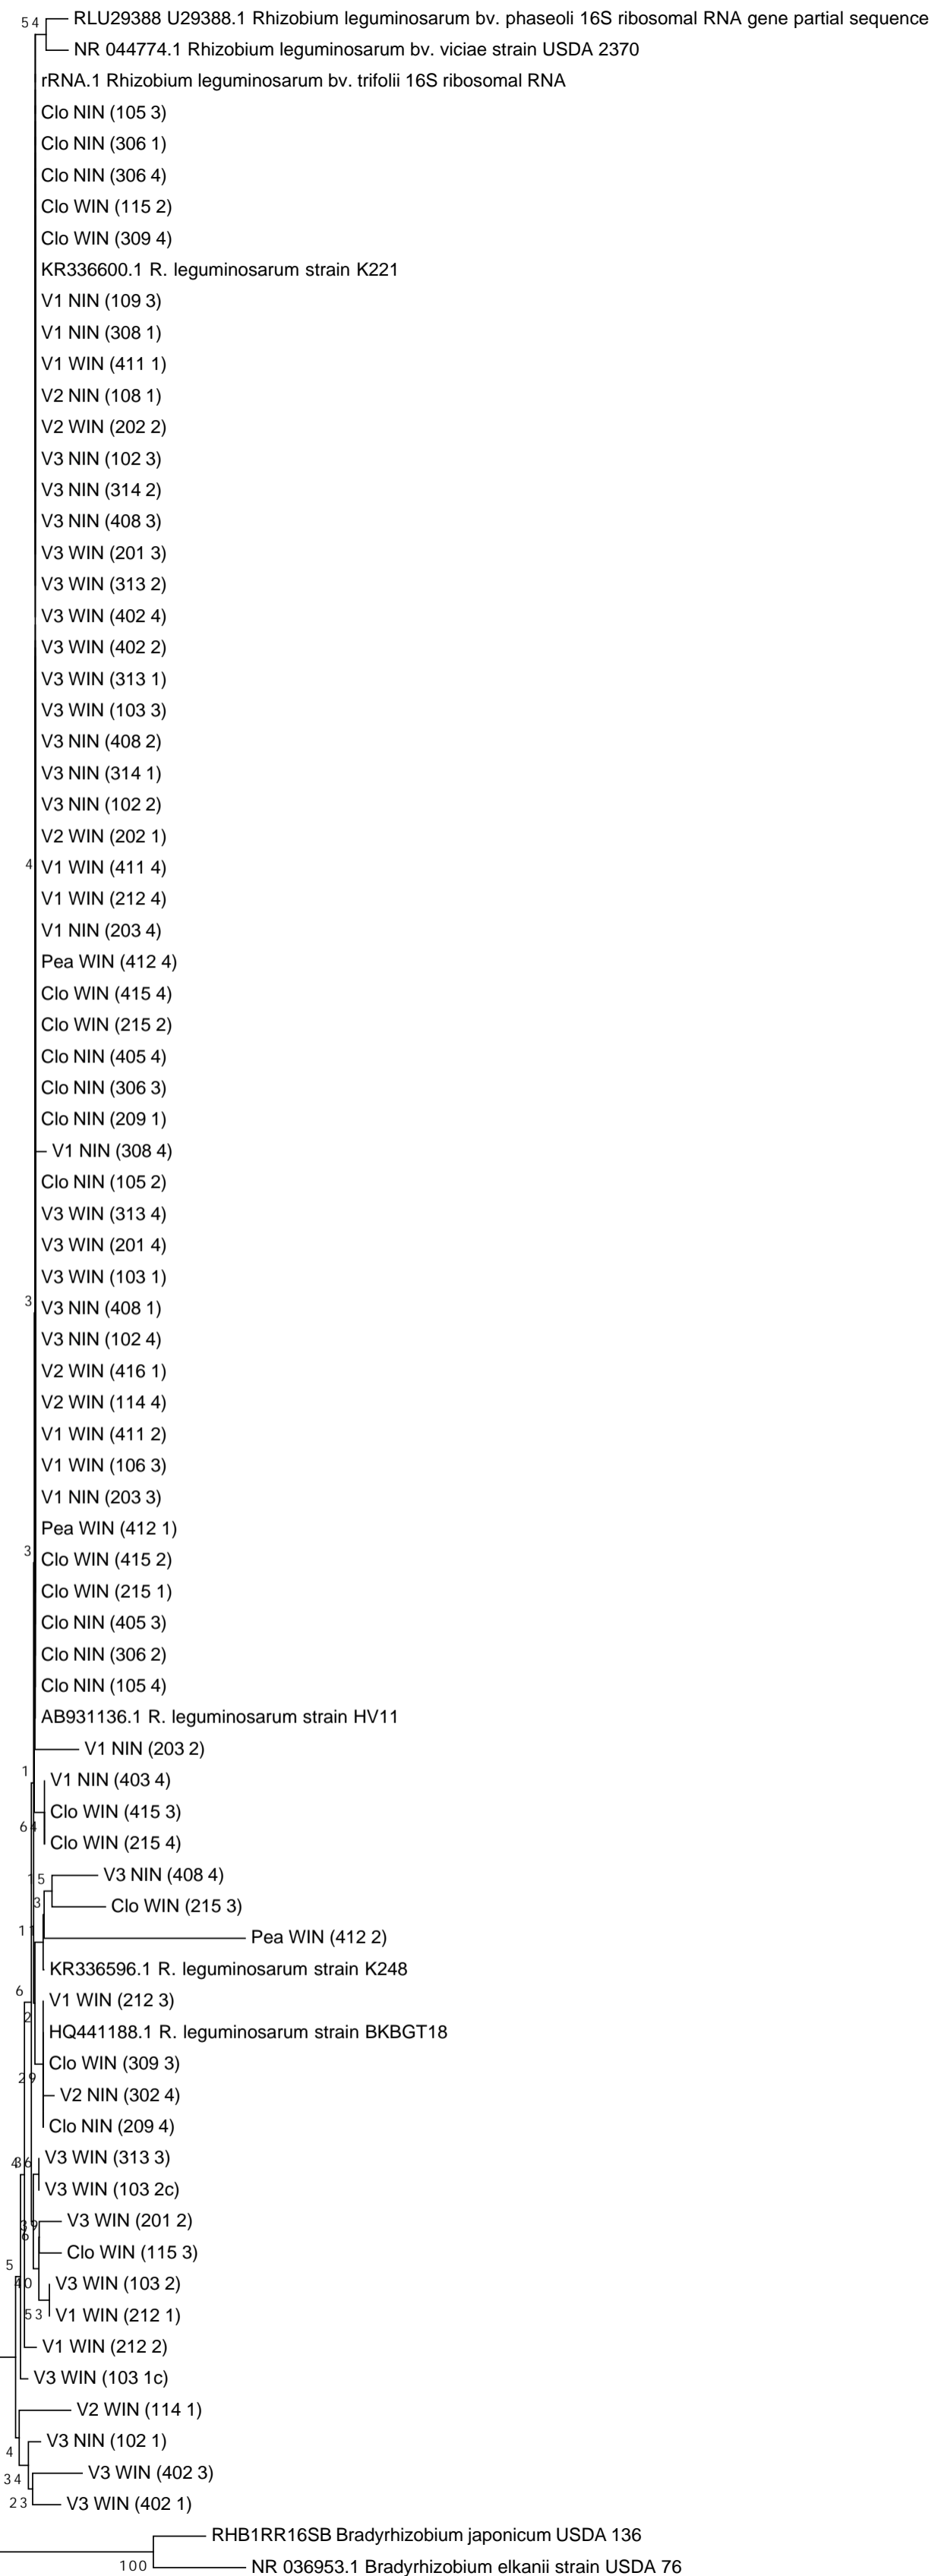 54
RLU29388 U29388.1 Rhizobium leguminosarum bv. phaseoli 16S ribosomal RNA gene partial sequence
NR 044774.1 Rhizobium leguminosarum bv. viciae strain USDA 2370
rRNA.1 Rhizobium leguminosarum bv. trifolii 16S ribosomal RNA
Clo NIN (105 3)
Clo NIN (306 1)
Clo NIN (306 4)
Clo WIN (115 2)
Clo WIN (309 4)
KR336600.1 R. leguminosarum strain K221
V1 NIN (109 3)
V1 NIN (308 1)
V1 WIN (411 1)
V2 NIN (108 1)
V2 WIN (202 2)
V3 NIN (102 3)
V3 NIN (314 2)
V3 NIN (408 3)
V3 WIN (201 3)
V3 WIN (313 2)
V3 WIN (402 4)
V3 WIN (402 2)
V3 WIN (313 1)
V3 WIN (103 3)
V3 NIN (408 2)
V3 NIN (314 1)
V3 NIN (102 2)
V2 WIN (202 1)
4
V1 WIN (411 4)
V1 WIN (212 4)
V1 NIN (203 4)
Pea WIN (412 4)
Clo WIN (415 4)
Clo WIN (215 2)
Clo NIN (405 4)
Clo NIN (306 3)
Clo NIN (209 1)
V1 NIN (308 4)
Clo NIN (105 2)
V3 WIN (313 4)
V3 WIN (201 4)
V3 WIN (103 1)
3
V3 NIN (408 1)
V3 NIN (102 4)
V2 WIN (416 1)
V2 WIN (114 4)
V1 WIN (411 2)
V1 WIN (106 3)
V1 NIN (203 3)
Pea WIN (412 1)
3
Clo WIN (415 2)
Clo WIN (215 1)
Clo NIN (405 3)
Clo NIN (306 2)
Clo NIN (105 4)
AB931136.1 R. leguminosarum strain HV11
V1 NIN (203 2)
1
V1 NIN (403 4)
Clo WIN (415 3)
64
Clo WIN (215 4)
V3 NIN (408 4)
15
Clo WIN (215 3)
3
Pea WIN (412 2)
11
KR336596.1 R. leguminosarum strain K248
6
V1 WIN (212 3)
2
HQ441188.1 R. leguminosarum strain BKBGT18
Clo WIN (309 3)
29
V2 NIN (302 4)
Clo NIN (209 4)
V3 WIN (313 3)
V3 WIN (103 2c)
V3 WIN (201 2)
6
Clo WIN (115 3)
5
V3 WIN (103 2)
40
V1 WIN (212 1)
53
V1 WIN (212 2)
V3 WIN (103 1c)
V2 WIN (114 1)
V3 NIN (102 1)
4
V3 WIN (402 3)
34
V3 WIN (402 1)
23
RHB1RR16SB Bradyrhizobium japonicum USDA 136
100
NR 036953.1 Bradyrhizobium elkanii strain USDA 76